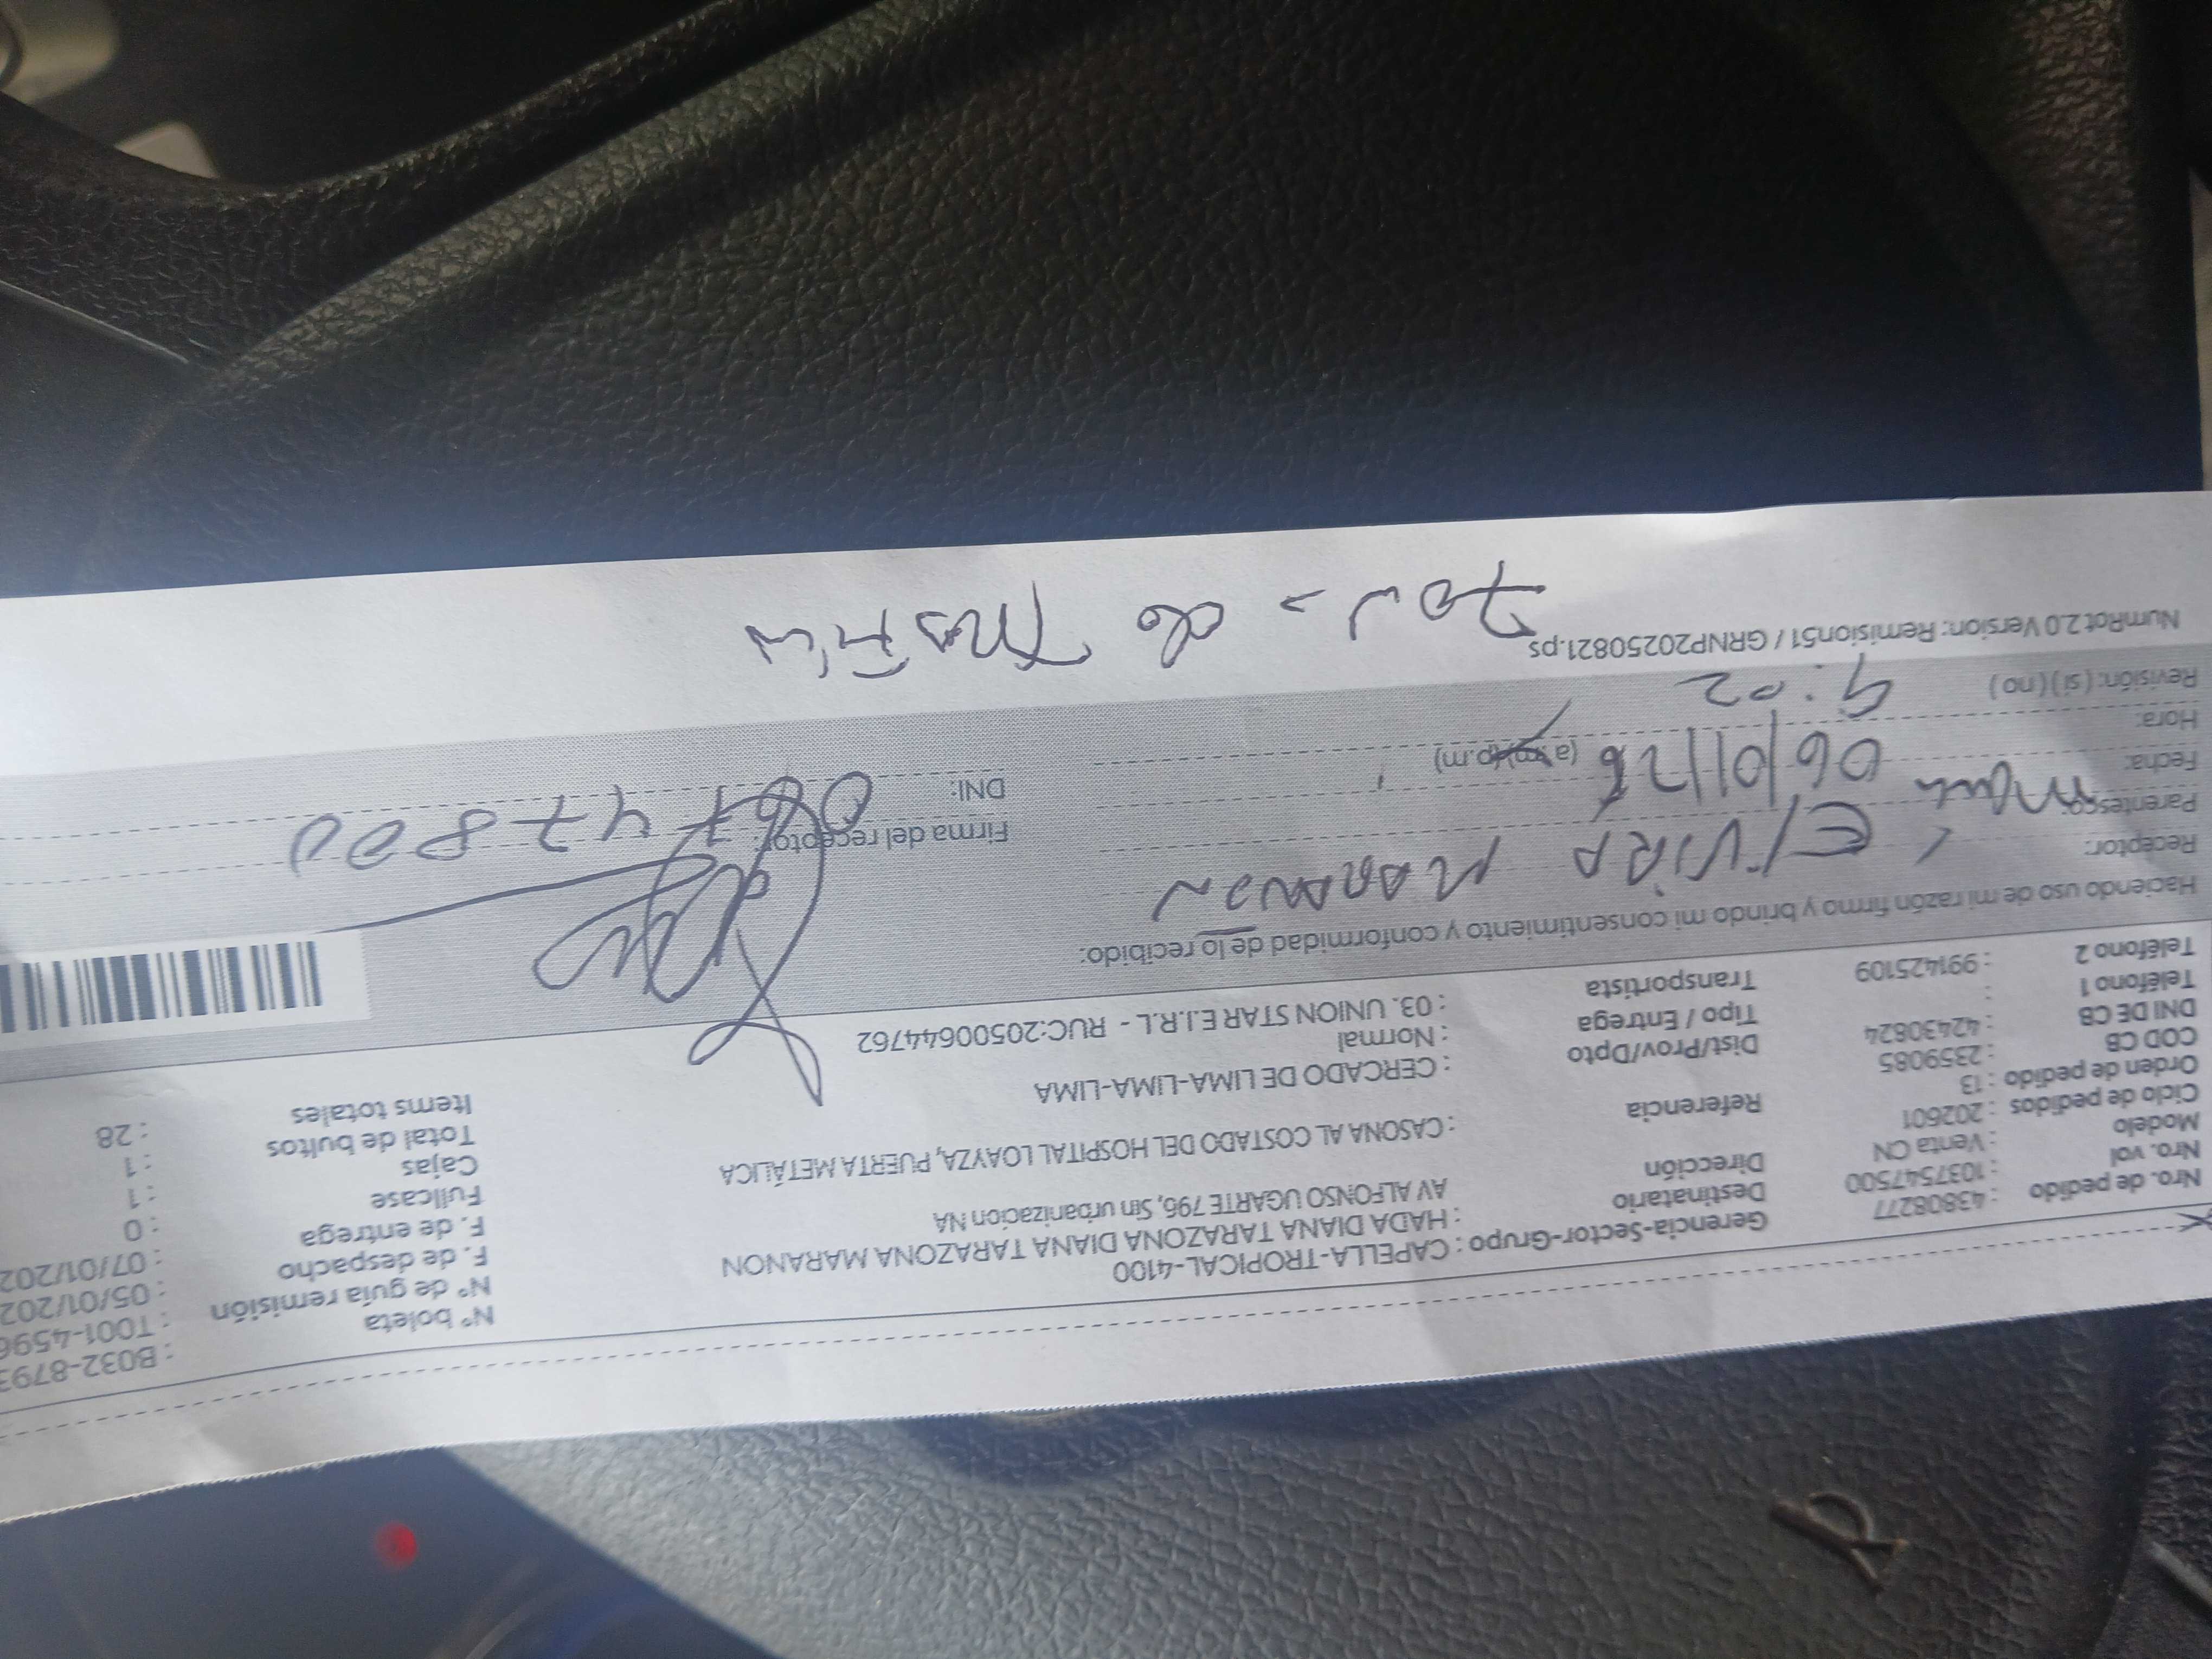 Nro. de pedido : 43808277
Nro. vol : 1037547500
Modelo : Venta CN
Ciclo de pedidos : 202601
Orden de pedido : 13
COD CB : 2359085
DNI DE CB : 42430824
Teléfono 1 :
Teléfono 2 : 991425109
Gerencia-Sector-Grupo : CAPELLA-TROPICAL-4100
Destinatario : HADA DIANA TARAZONA DIANA TARAZONA MARANON
Dirección AV ALFONSO UGARTE 796, Sin urbanizacion NA
Referencia : CASONA AL COSTADO DEL HOSPITAL LOAYZA, PUERTA METÁLICA
Dist/Prov/Dpto : CERCADO DE LIMA-LIMA-LIMA
Tipo / Entrega : Normal
Transportista : 03. UNION STAR E.I.R.L - RUC:20500644762
N° boleta : B032-8793
N° de guía remisión : T001-4596
F. de despacho : 05/01/202
F. de entrega : 07/01/202
Fullcase : 0
Cajas : 1
Total de bultos : 1
Items totales : 28
Haciendo uso de mi razón firmo y brindo mi consentimiento y conformidad de lo recibido:
Receptor: ElVIRA MARANON
Parentesco:
Fecha: 06/01/26
Hora: 9:02 (a.m)(p.m)
Revisión: ( si ) ( no )
Firma del receptor:
DNI: 06747800
NumRot 2.0 Version: Remision51 / GRNP20250821.ps